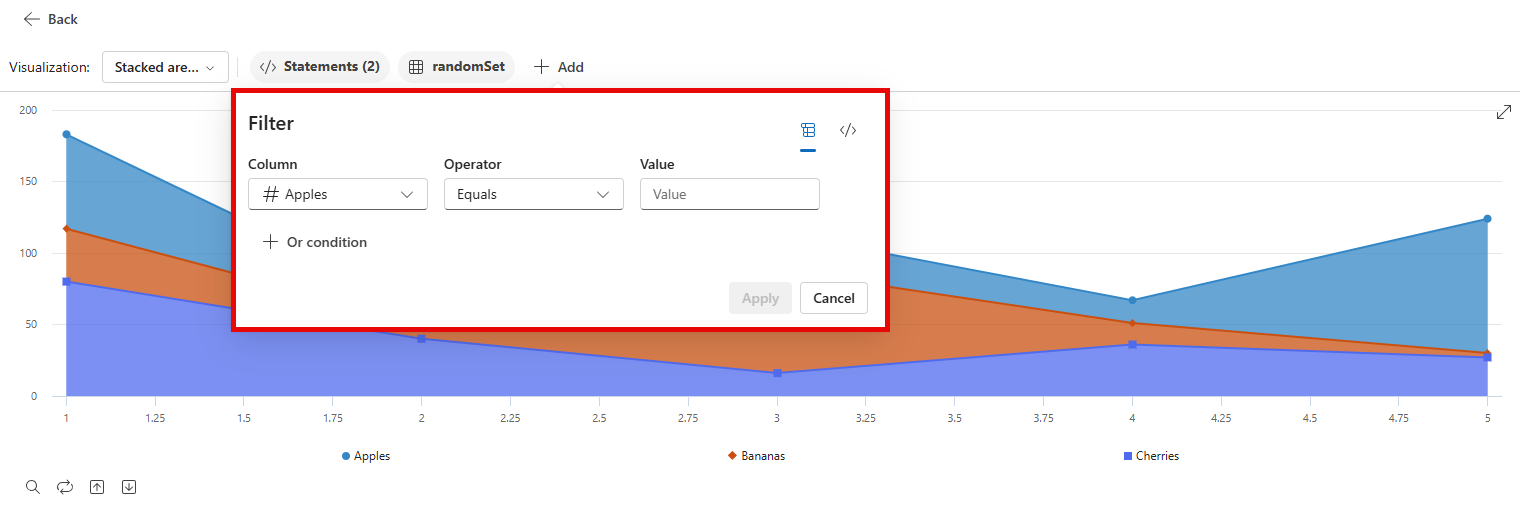 Back
Visualization: Stacked are... </> Statements (2) randomSet + Add
Filter
</>
Column Operator Value
# Apples Equals Value
+ Or condition
Apply Cancel
200
150
100
50
0
1 1.25 1.5 1.75 2 2.25 2.5 2.75 3 3.25 3.5 3.75 4 4.25 4.5 4.75 5
Apples Bananas Cherries